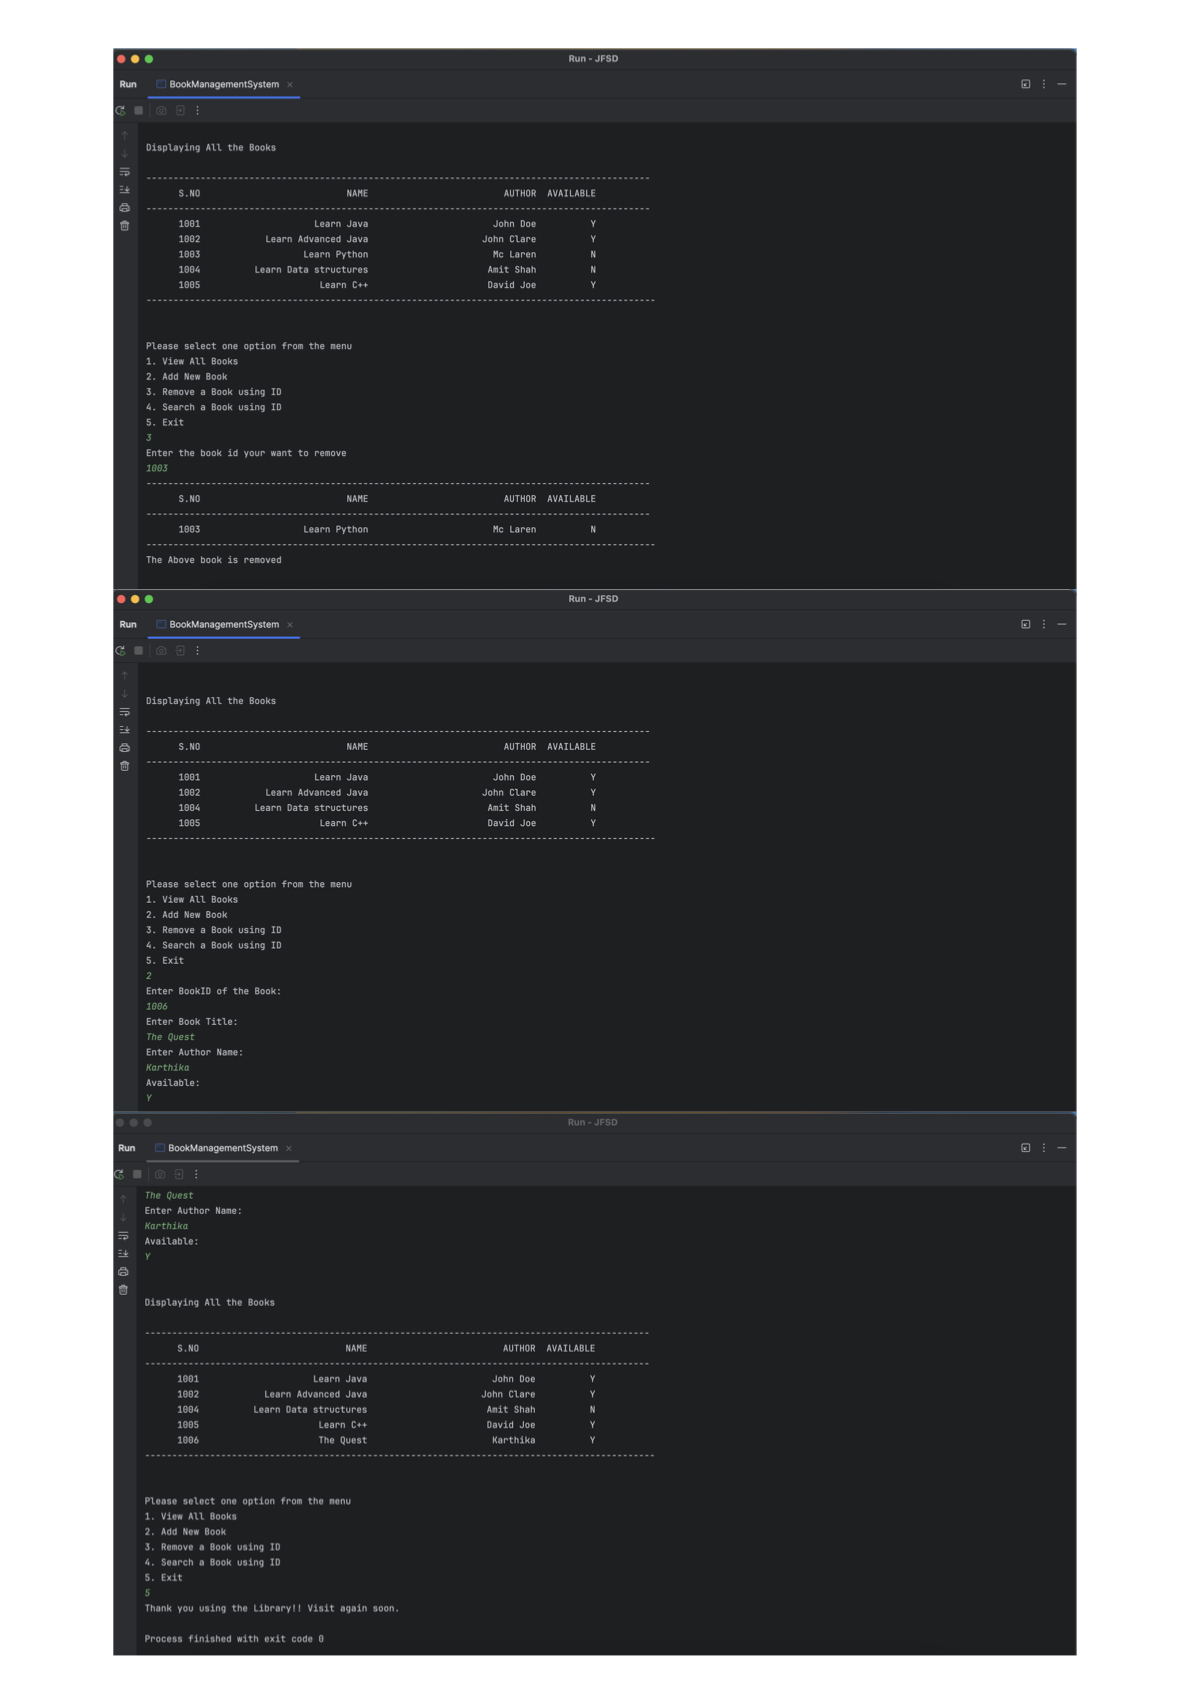 Run - JFSD
Run BookManagementSystem ×
Displaying All the Books
--------------------------------------------------------------------------------------------
S.NO NAME AUTHOR AVAILABLE
--------------------------------------------------------------------------------------------
1001 Learn Java John Doe Y
1002 Learn Advanced Java John Clare Y
1003 Learn Python Mc Laren N
1004 Learn Data structures Amit Shah N
1005 Learn C++ David Joe Y
---------------------------------------------------------------------------------------------
Please select one option from the menu
1. View All Books
2. Add New Book
3. Remove a Book using ID
4. Search a Book using ID
5. Exit
3
Enter the book id your want to remove
1003
--------------------------------------------------------------------------------------------
S.NO NAME AUTHOR AVAILABLE
--------------------------------------------------------------------------------------------
1003 Learn Python Mc Laren N
---------------------------------------------------------------------------------------------
The Above book is removed
Run - JFSD
Run BookManagementSystem ×
Displaying All the Books
--------------------------------------------------------------------------------------------
S.NO NAME AUTHOR AVAILABLE
--------------------------------------------------------------------------------------------
1001 Learn Java John Doe Y
1002 Learn Advanced Java John Clare Y
1004 Learn Data structures Amit Shah N
1005 Learn C++ David Joe Y
---------------------------------------------------------------------------------------------
Please select one option from the menu
1. View All Books
2. Add New Book
3. Remove a Book using ID
4. Search a Book using ID
5. Exit
2
Enter BookID of the Book:
1006
Enter Book Title:
The Quest
Enter Author Name:
Karthika
Available:
Y
Run - JFSD
Run BookManagementSystem ×
The Quest
Enter Author Name:
Karthika
Available:
Y
Displaying All the Books
--------------------------------------------------------------------------------------------
S.NO NAME AUTHOR AVAILABLE
--------------------------------------------------------------------------------------------
1001 Learn Java John Doe Y
1002 Learn Advanced Java John Clare Y
1004 Learn Data structures Amit Shah N
1005 Learn C++ David Joe Y
1006 The Quest Karthika Y
---------------------------------------------------------------------------------------------
Please select one option from the menu
1. View All Books
2. Add New Book
3. Remove a Book using ID
4. Search a Book using ID
5. Exit
5
Thank you using the Library!! Visit again soon.
Process finished with exit code 0